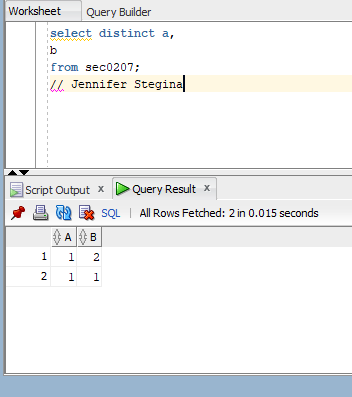 Worksheet Query Builder
select distinct a,
b
from sec0207;
// Jennifer Stegina
Script Output x Query Result x
SQL | All Rows Fetched: 2 in 0.015 seconds
A B
1 1 2
2 1 1